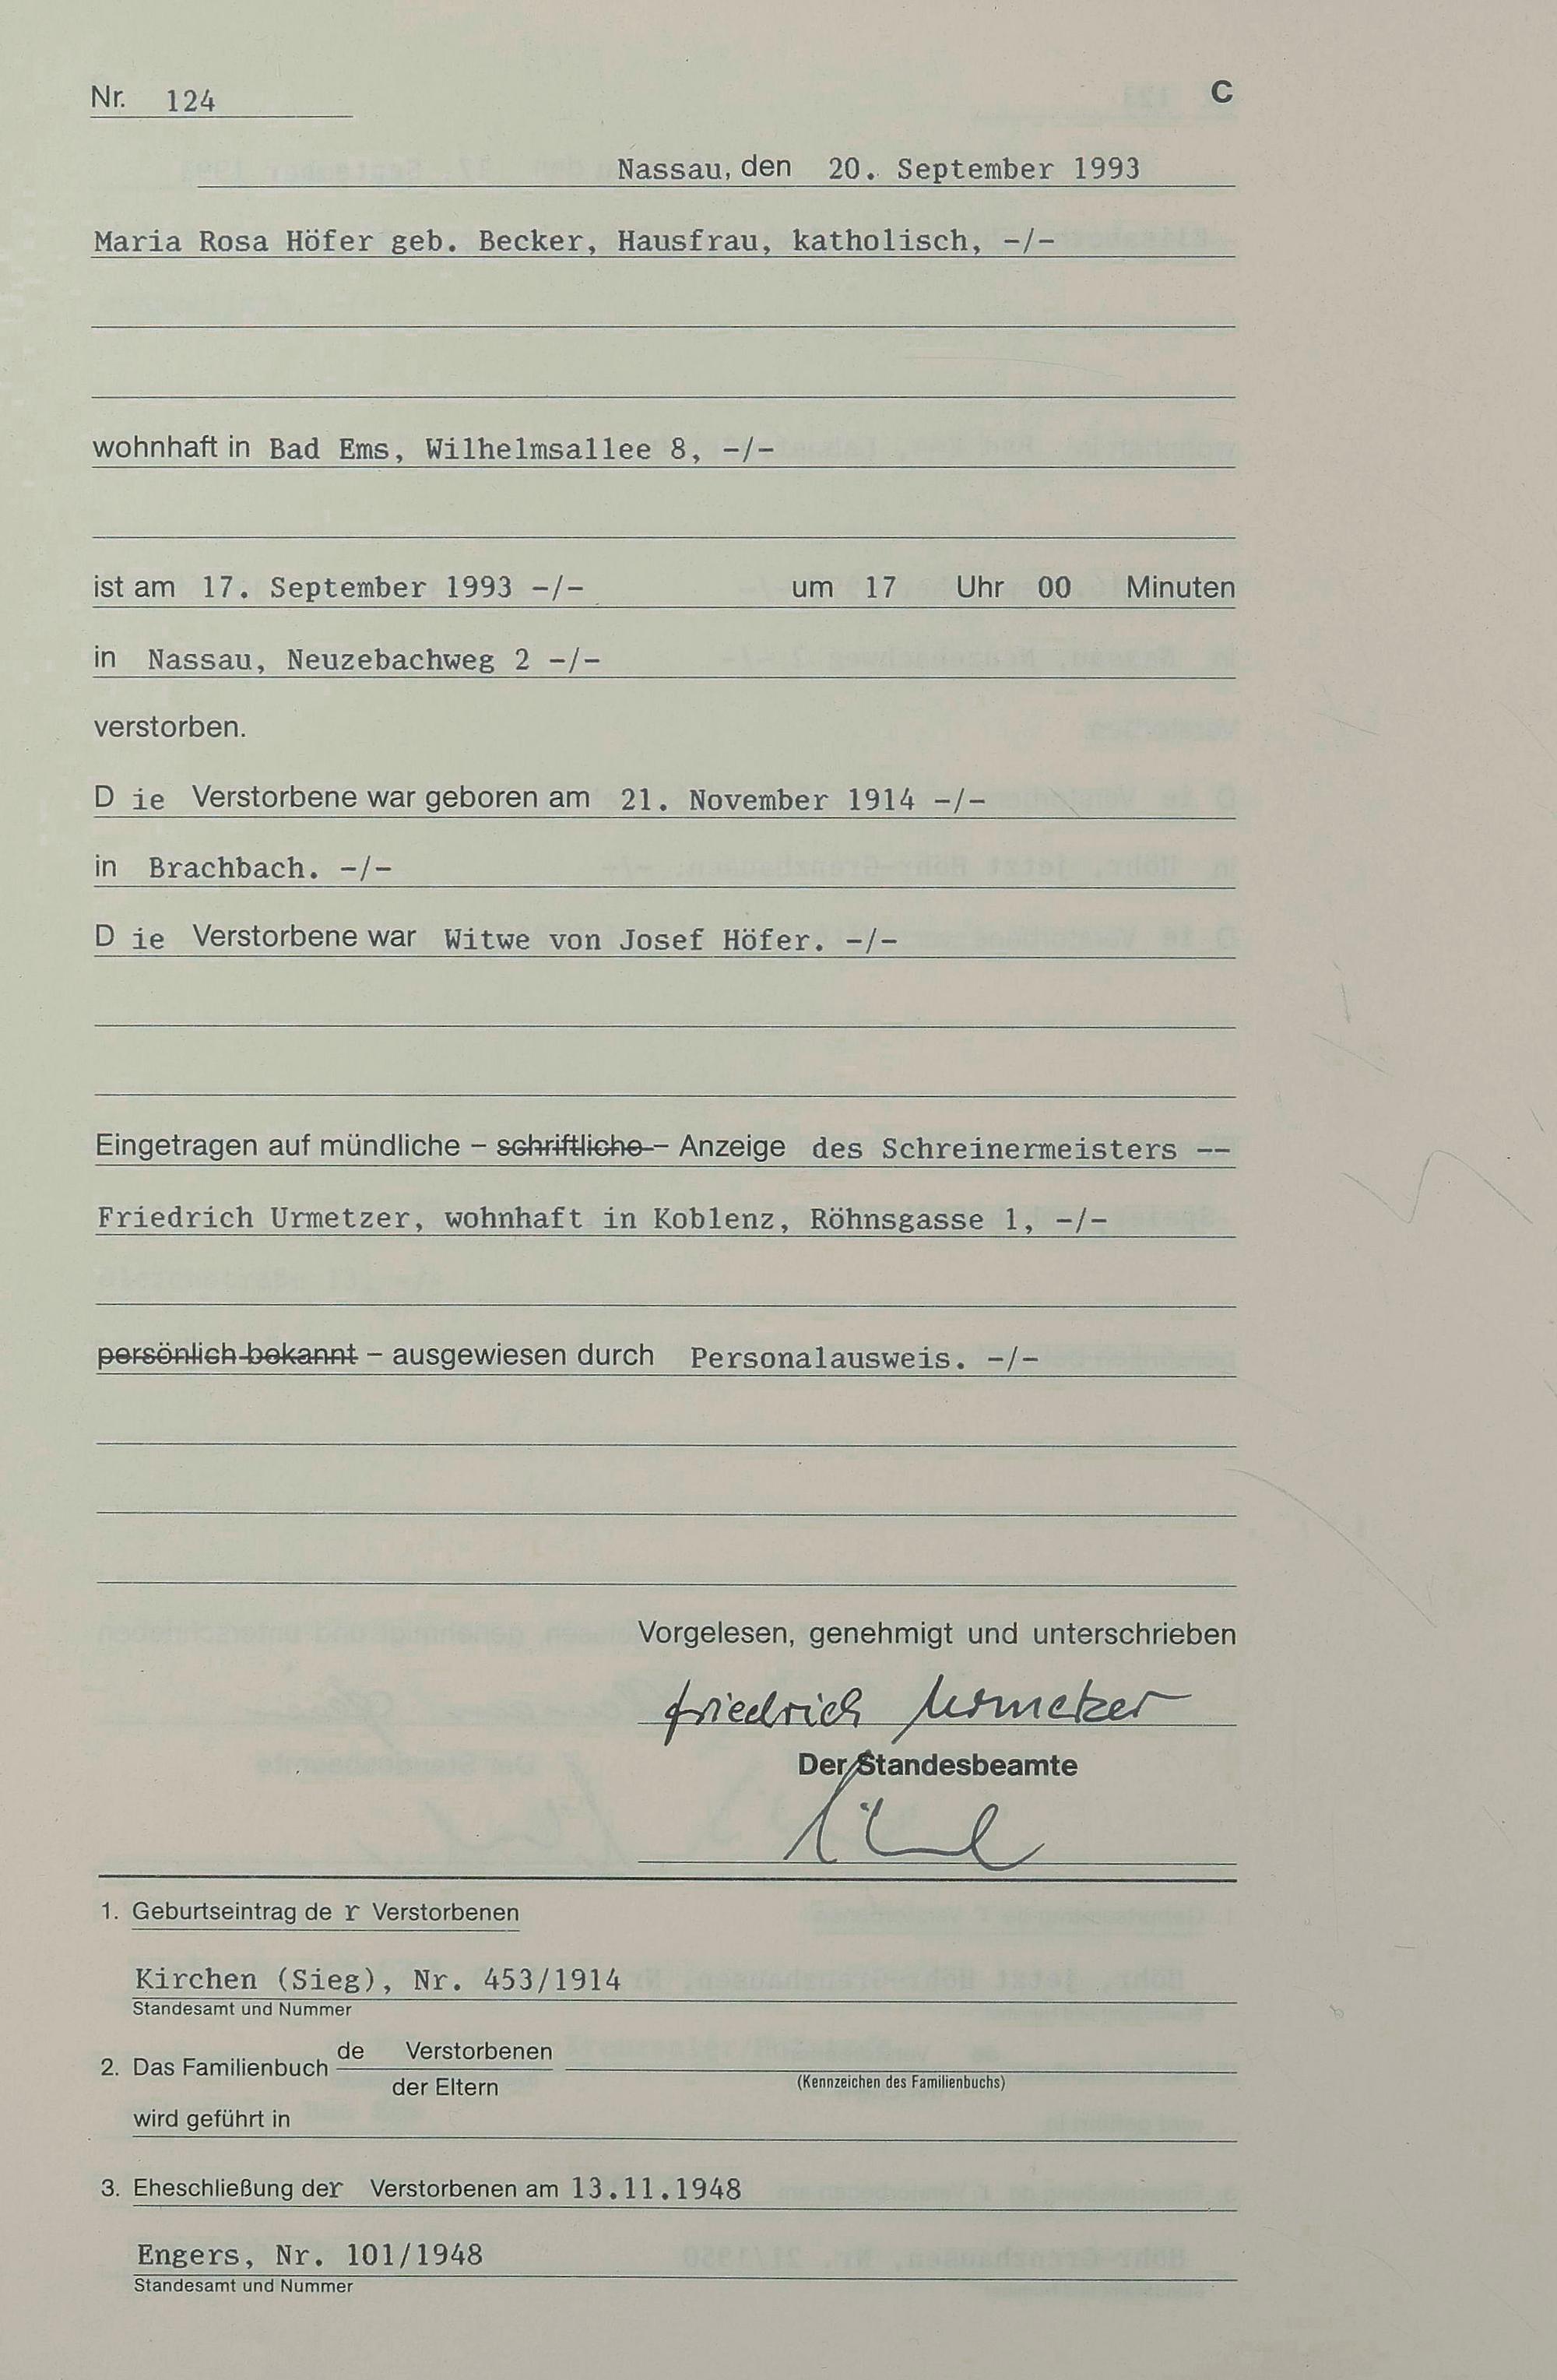 Nr. 124
C
Nassau, den 20. September 1993
Maria Rosa Höfer geb. Becker, Hausfrau, katholisch, -/-
wohnhaft in Bad Ems, Wilhelmsallee 8, -/-
ist am 17. September 1993 -/- um 17 Uhr 00 Minuten
in Nassau, Neuzebachweg 2 -/-
verstorben.
D ie Verstorbene war geboren am 21. November 1914 -/-
in Brachbach. -/-
D ie Verstorbene war Witwe von Josef Höfer. -/-
Eingetragen auf mündliche – schriftliche – Anzeige des Schreinermeisters --
Friedrich Urmetzer, wohnhaft in Koblenz, Röhnsgasse 1, -/-
persönlich bekannt – ausgewiesen durch Personalausweis. -/-
Vorgelesen, genehmigt und unterschrieben
Friedrich Urmetzer
Der Standesbeamte
1. Geburtseintrag de r Verstorbenen
Kirchen (Sieg), Nr. 453/1914
Standesamt und Nummer
de Verstorbenen
2. Das Familienbuch
der Eltern
(Kennzeichen des Familienbuchs)
wird geführt in
3. Eheschließung der Verstorbenen am 13.11.1948
Engers, Nr. 101/1948
Standesamt und Nummer